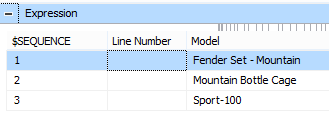 Expression
$SEQUENCE Line Number Model
1 Fender Set - Mountain
2 Mountain Bottle Cage
3 Sport-100